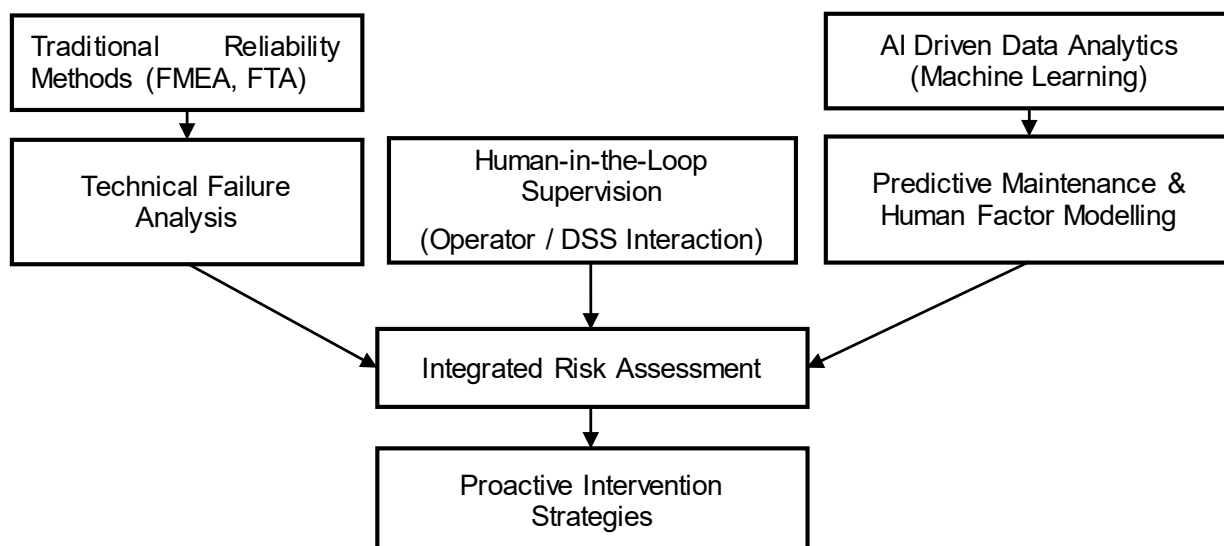 Traditional Reliability
Methods (FMEA, FTA)
AI Driven Data Analytics
(Machine Learning)
Technical Failure
Analysis
Human-in-the-Loop
Supervision
(Operator / DSS Interaction)
Predictive Maintenance &
Human Factor Modelling
Integrated Risk Assessment
Proactive Intervention
Strategies